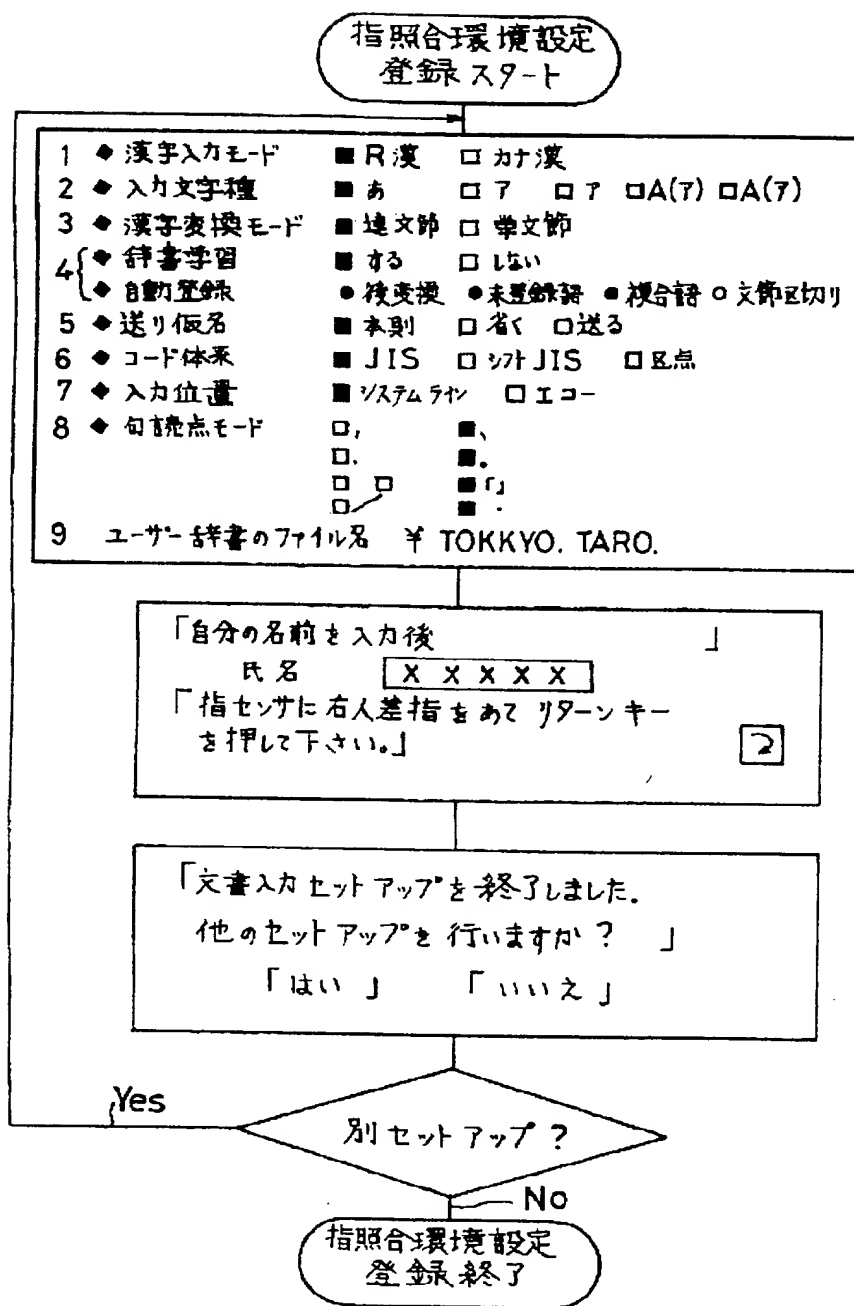 指照合環境設定
登録スタート
1 ◆ 漢字入力モード ■ R漢 □ カナ漢
2 ◆ 入力文字種 ■ あ □ ア □ ア □A(ア) □A(ア)
3 ◆ 漢字変換モード ■ 連文節 □ 単文節
4 ◆ 辞書学習 ■ する □ しない
◆ 自動登録 ● 後変換 ● 未登録語 ● 複合語 ○ 文節区切り
5 ◆ 送り仮名 ■ 本則 □ 省く □ 送る
6 ◆ コード体系 ■ JIS □ シフトJIS □ 区点
7 ◆ 入力位置 ■ システムライン □ エコー
8 ◆ 句読点モード □, ■、
□. ■。
□ □ ■「」
□／ ■・
9 ユーザー辞書のファイル名 ¥ TOKKYO. TARO.
「自分の名前を入力後 」
氏名 X X X X X
「指センサに右人差指をあてリターンキー
を押して下さい。」
「文書入力セットアップを終了しました.
他のセットアップを行いますか? 」
「はい」 「いいえ」
Yes
別セットアップ?
No
指照合環境設定
登録終了